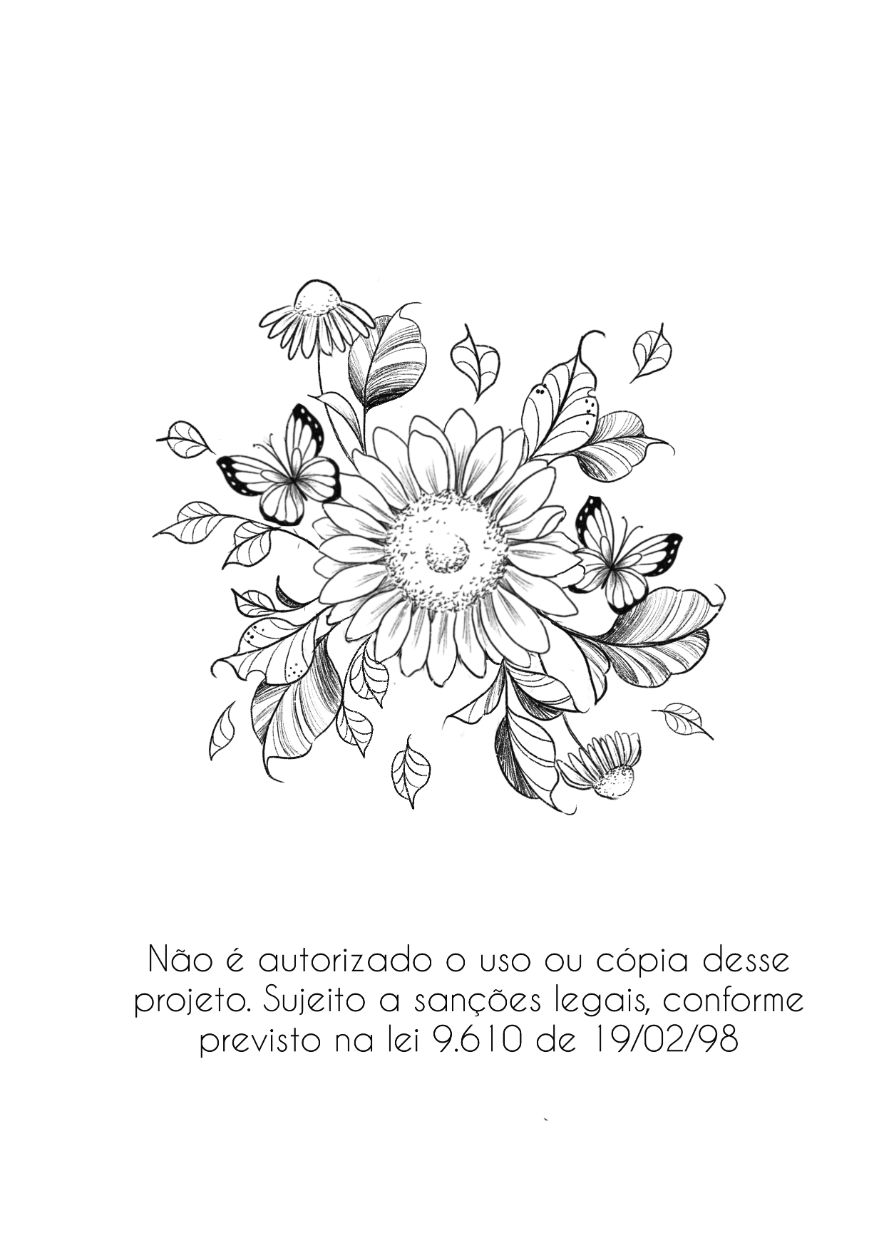 Não é autorizado o uso ou cópia desse
projeto. Sujeito a sanções legais, conforme
previsto na lei 9.610 de 19/02/98